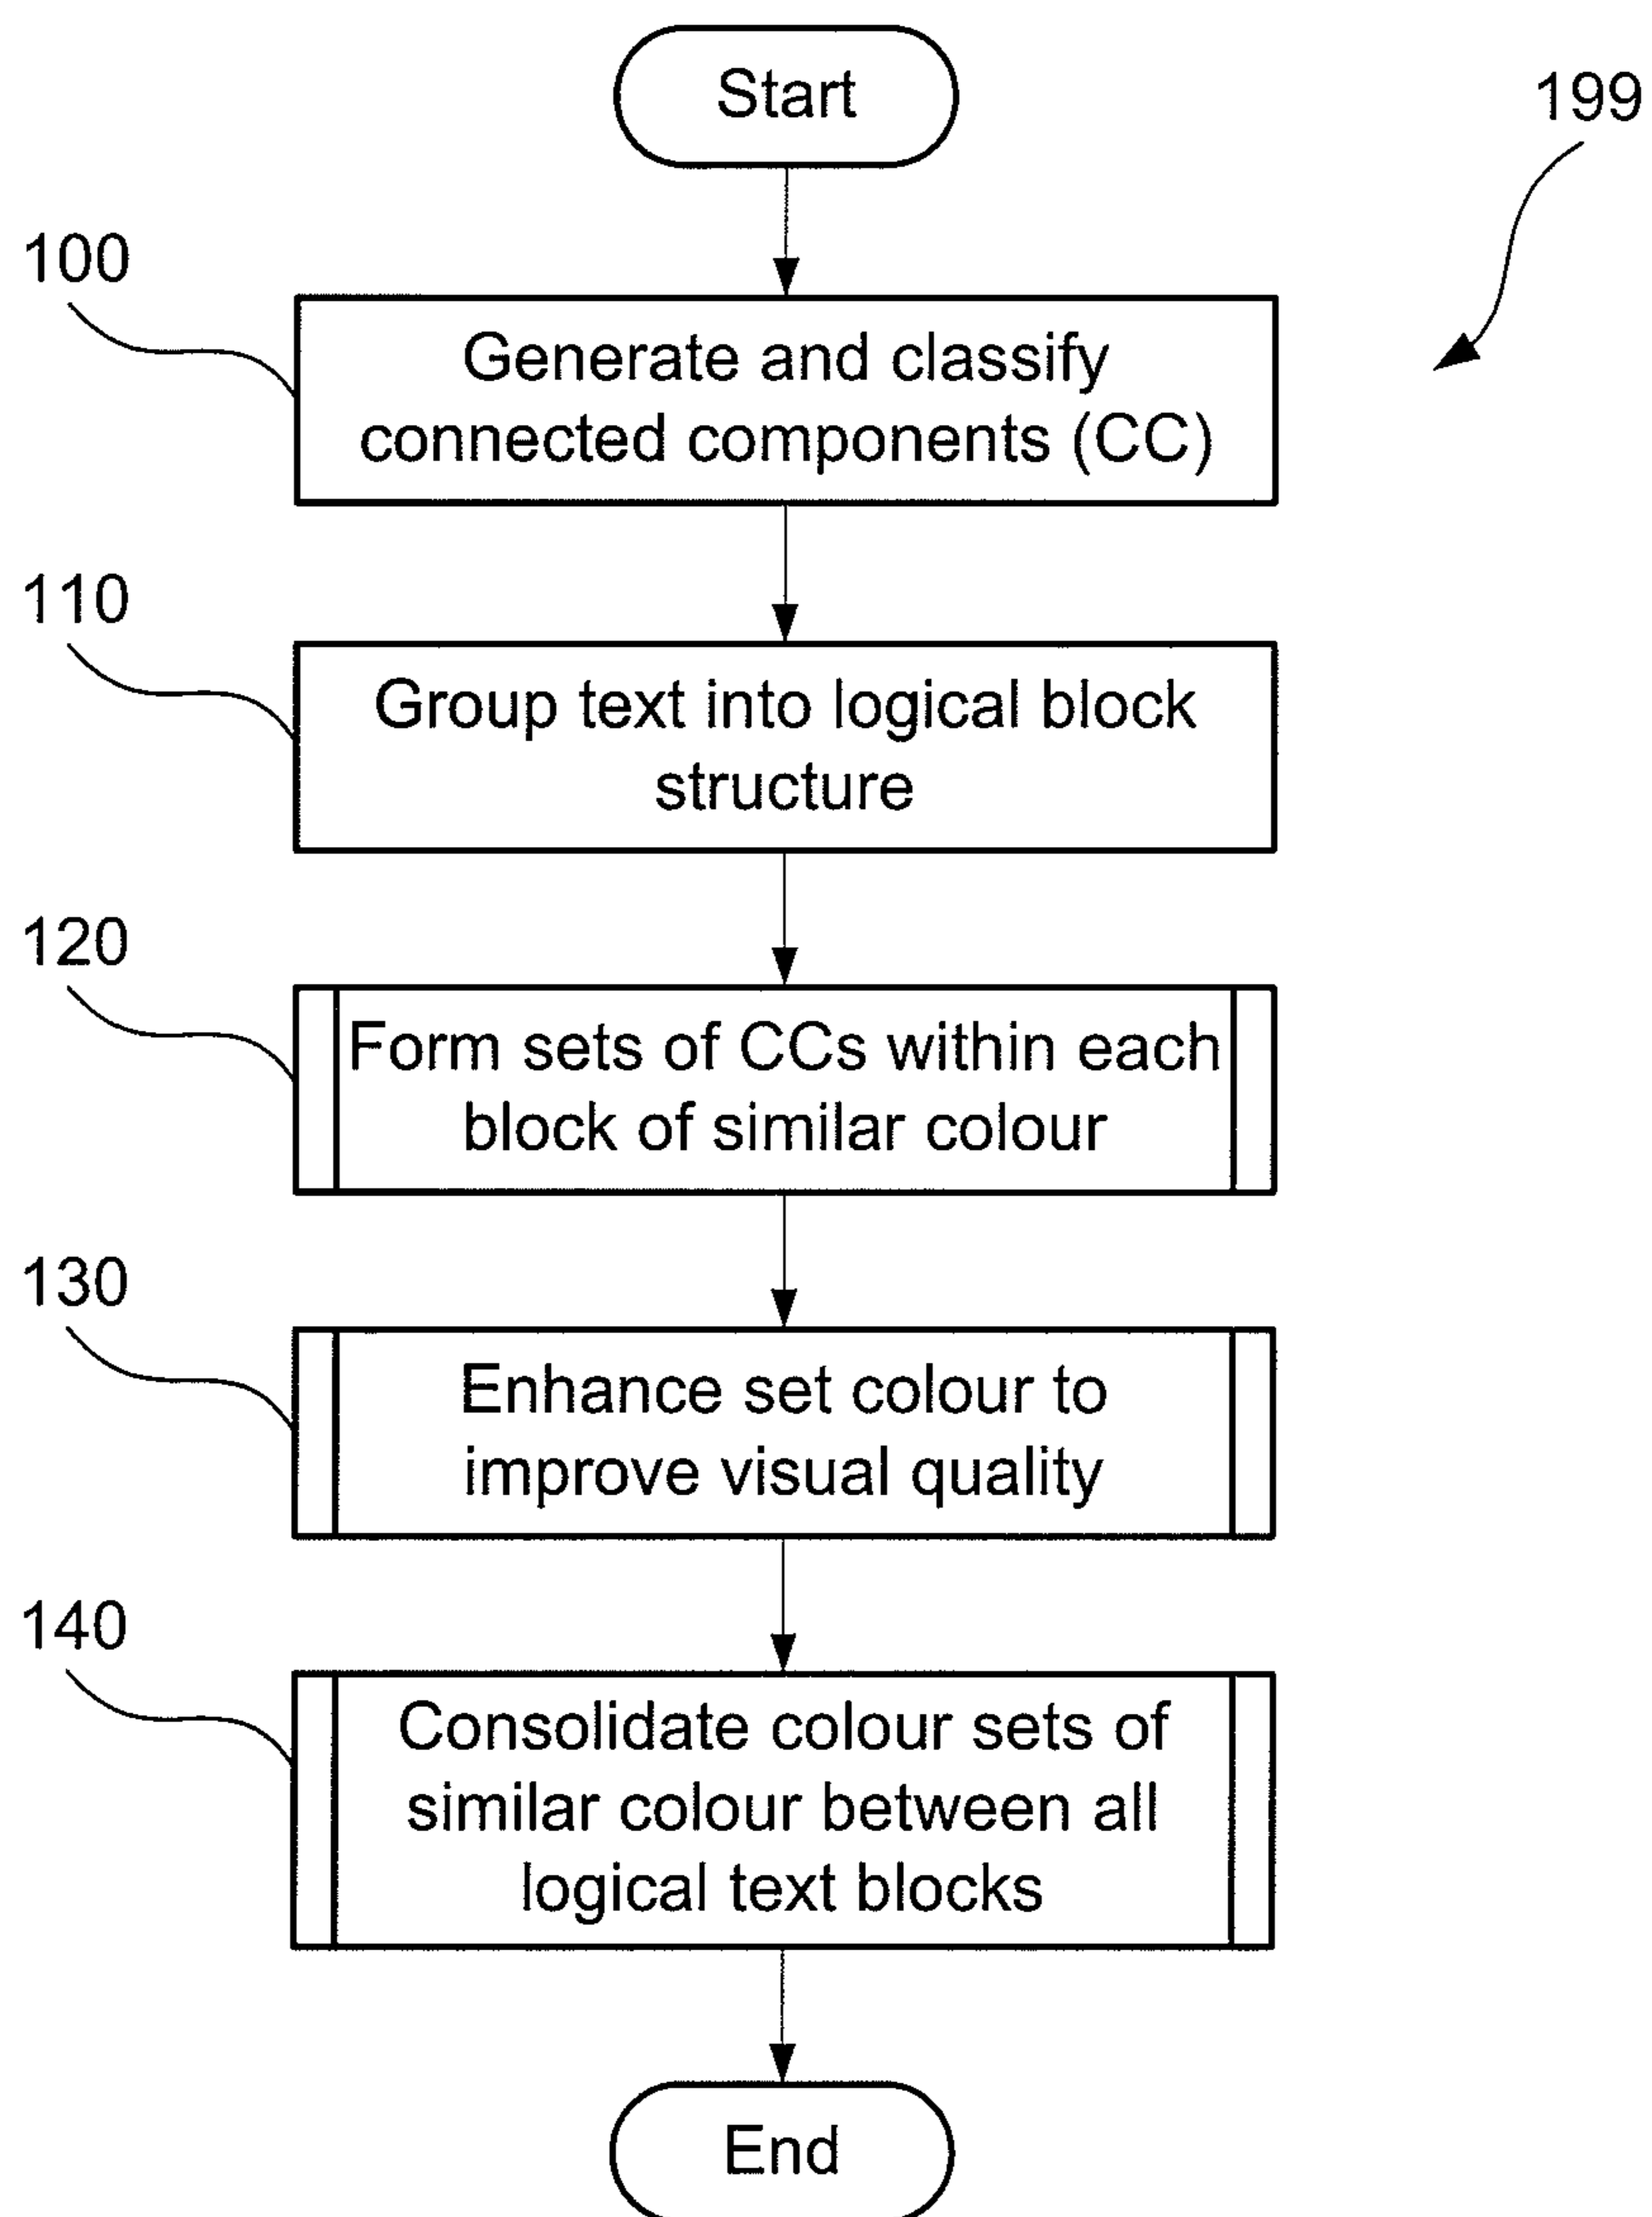 Start
199
100
Generate and classify
connected components (CC)
110
Group text into logical block
structure
120
Form sets of CCs within each
block of similar colour
130
Enhance set colour to
improve visual quality
140
Consolidate colour sets of
similar colour between all
logical text blocks
End